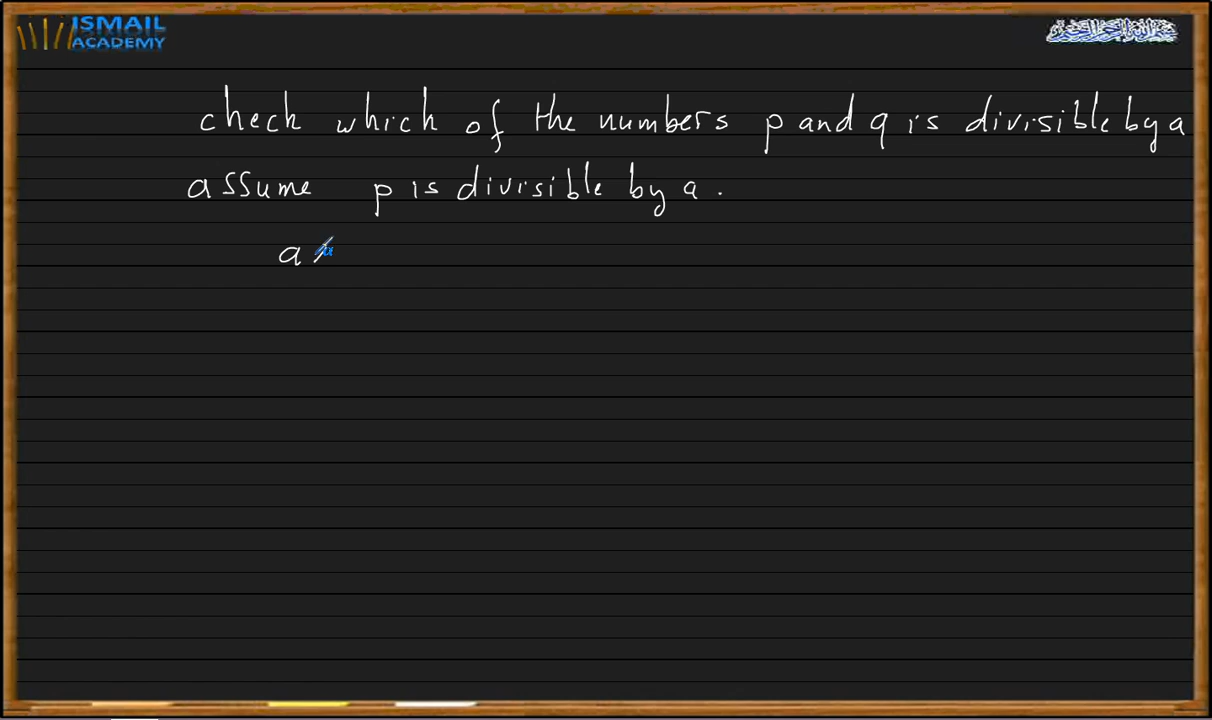 ISMAIL
ACADEMY
check which of the numbers p and q is divisible by a
assume p is divisible by a.
a